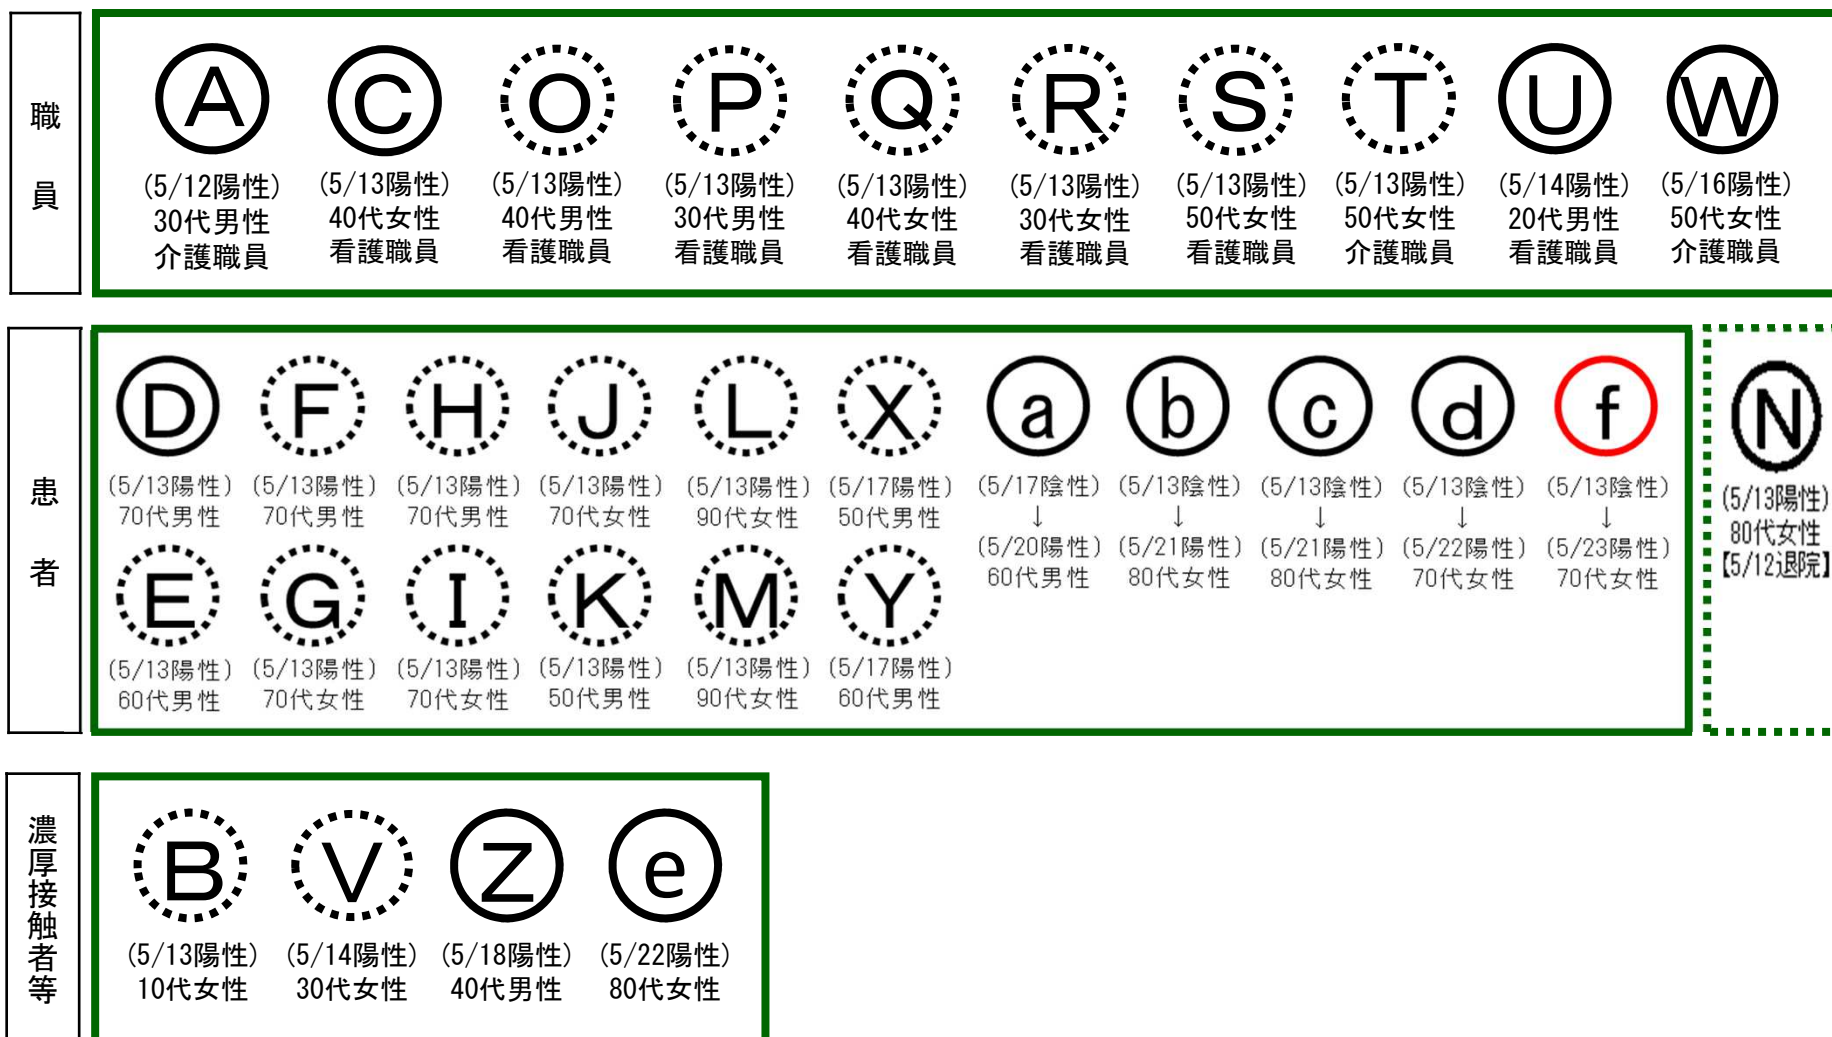 職員
A C O P Q R S T U W
(5/12陽性) (5/13陽性) (5/13陽性) (5/13陽性) (5/13陽性) (5/13陽性) (5/13陽性) (5/13陽性) (5/14陽性) (5/16陽性)
30代男性 40代女性 40代男性 30代男性 40代女性 30代女性 50代女性 50代女性 20代男性 50代女性
介護職員 看護職員 看護職員 看護職員 看護職員 看護職員 看護職員 介護職員 看護職員 介護職員
患者
D F H J L X a b c d f N
(5/13陽性) (5/13陽性) (5/13陽性) (5/13陽性) (5/13陽性) (5/17陽性) (5/17陰性) (5/13陰性) (5/13陰性) (5/13陰性) (5/13陰性) (5/13陽性)
70代男性 70代男性 70代男性 70代女性 90代女性 50代男性 ↓ ↓ ↓ ↓ ↓ 80代女性
(5/20陽性) (5/21陽性) (5/21陽性) (5/22陽性) (5/23陽性) 【5/12退院】
60代男性 80代女性 80代女性 70代女性 70代女性
E G I K M Y
(5/13陽性) (5/13陽性) (5/13陽性) (5/13陽性) (5/13陽性) (5/17陽性)
60代男性 70代女性 70代女性 50代男性 90代女性 60代男性
濃厚接触者等
B V Z e
(5/13陽性) (5/14陽性) (5/18陽性) (5/22陽性)
10代女性 30代女性 40代男性 80代女性